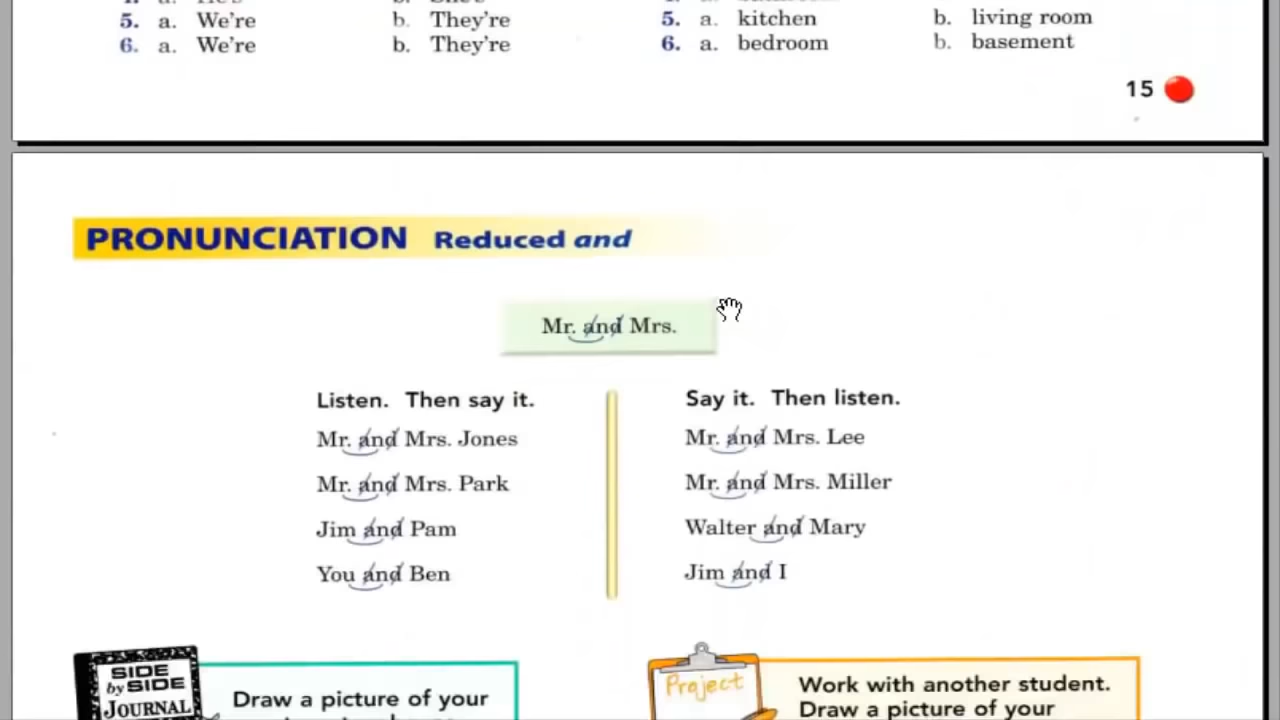 5. a. We're b. They're
6. a. We're b. They're
5. a. kitchen b. living room
6. a. bedroom b. basement
15
PRONUNCIATION Reduced and
Mr. and Mrs.
Listen. Then say it.
Mr. and Mrs. Jones
Mr. and Mrs. Park
Jim and Pam
You and Ben
Say it. Then listen.
Mr. and Mrs. Lee
Mr. and Mrs. Miller
Walter and Mary
Jim and I
SIDE
by SIDE
JOURNAL
Draw a picture of your
Project
Work with another student.
Draw a picture of your